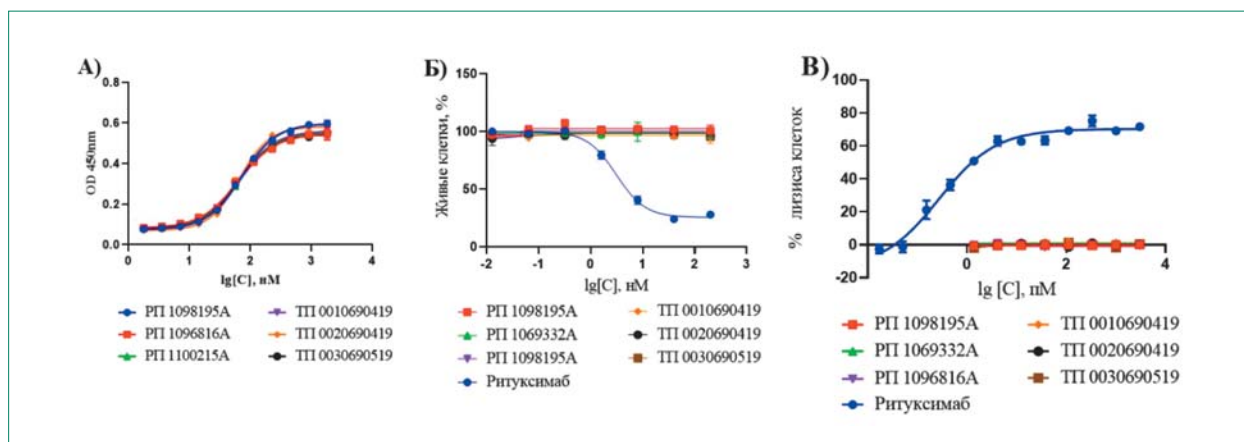 А)
0.8
0.6
0.4
0.2
0.0
OD 450nm
0 1 2 3 4
lg[C], нМ
РП 1098195A ТП 0010690419
РП 1096816A ТП 0020690419
РП 1100215A ТП 0030690519
Б)
150
100
50
0
Живые клетки, %
-2 -1 0 1 2 3
lg[C], нМ
РП 1098195A ТП 0010690419
РП 1069332A ТП 0020690419
РП 1098195A ТП 0030690519
Ритуксимаб
В)
100
80
60
40
20
0
-20
% лизиса клеток
0 2 4
lg [C], пМ
РП 1098195A ТП 0010690419
РП 1069332A ТП 0020690419
РП 1096816A ТП 0030690519
Ритуксимаб